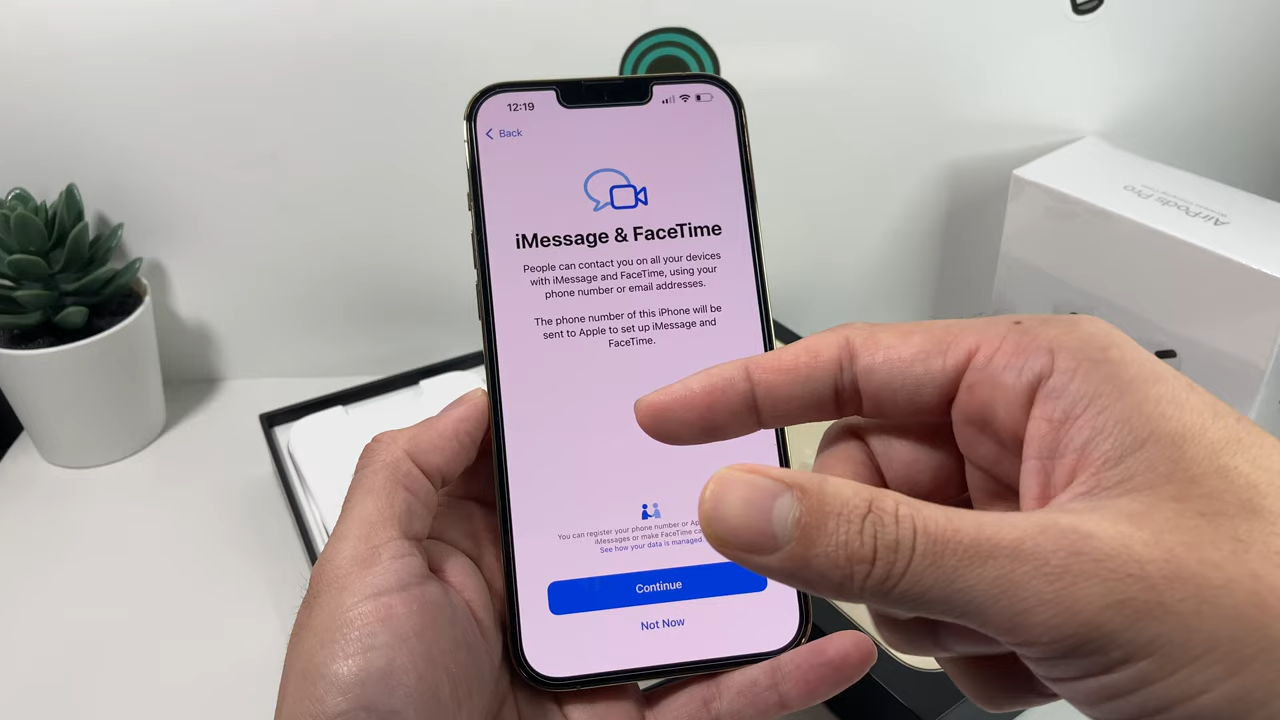 12:19
Back
iMessage & FaceTime
People can contact you on all your devices
with iMessage and FaceTime, using your
phone number or email addresses.
The phone number of this iPhone will be
sent to Apple to set up iMessage and
FaceTime.
You can register your phone number or
iMessages or make FaceTime
See how your data is managed.
Continue
Not Now
AirPods Pro